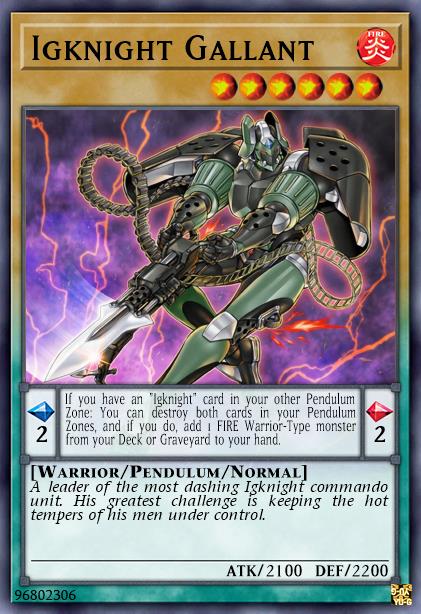 IGKNIGHT GALLANT
FIRE
炎
If you have an "Igknight" card in your other Pendulum
Zone: You can destroy both cards in your Pendulum
Zones, and if you do, add 1 FIRE Warrior-Type monster
from your Deck or Graveyard to your hand.
2
2
[WARRIOR/PENDULUM/NORMAL]
A leader of the most dashing Igknight commando
unit. His greatest challenge is keeping the hot
tempers of his men under control.
ATK/2100 DEF/2200
96802306